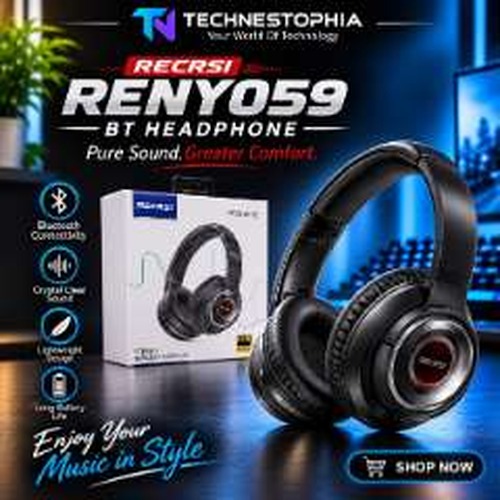 TN TECHNESTOPHIA
Your World Of Technology
RECRSI
RENY059
BT HEADPHONE
Pure Sound. Greater Comfort.
Bluetooth
Connectivity
Crystal Clear
Sound
Lightweight
Design
Long Battery
Life
Enjoy Your
Music in Style
SHOP NOW